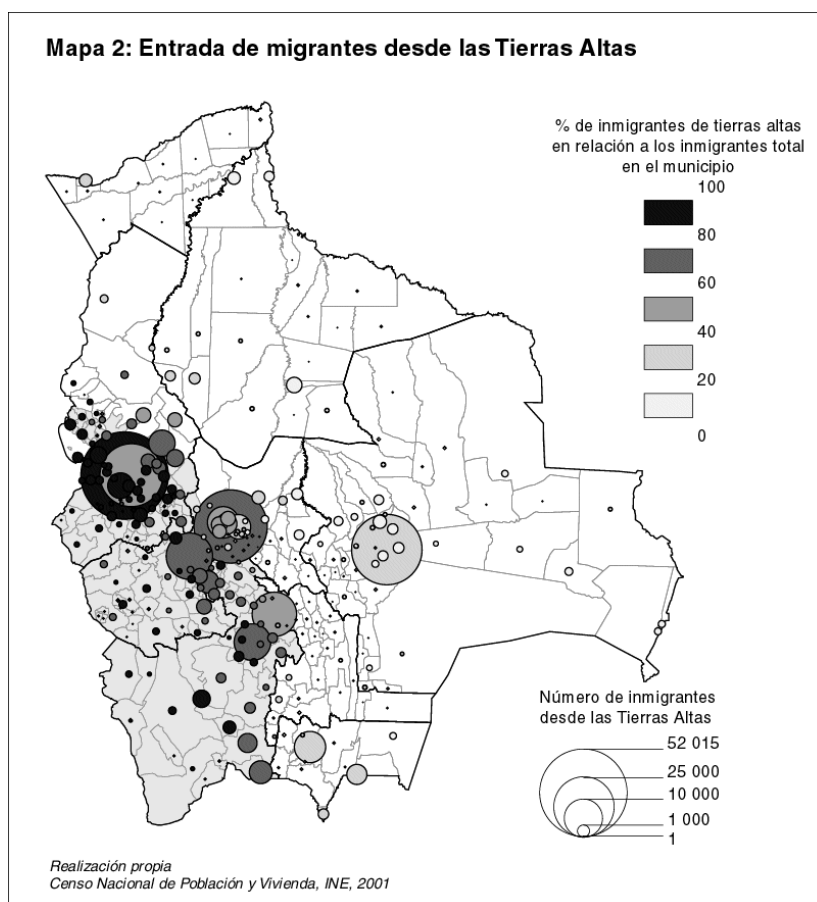 Mapa 2: Entrada de migrantes desde las Tierras Altas
% de inmigrantes de tierras altas
en relación a los inmigrantes total
en el municipio
100
80
60
40
20
0
Número de inmigrantes
desde las Tierras Altas
52 015
25 000
10 000
1 000
1
Realización propia
Censo Nacional de Población y Vivienda, INE, 2001